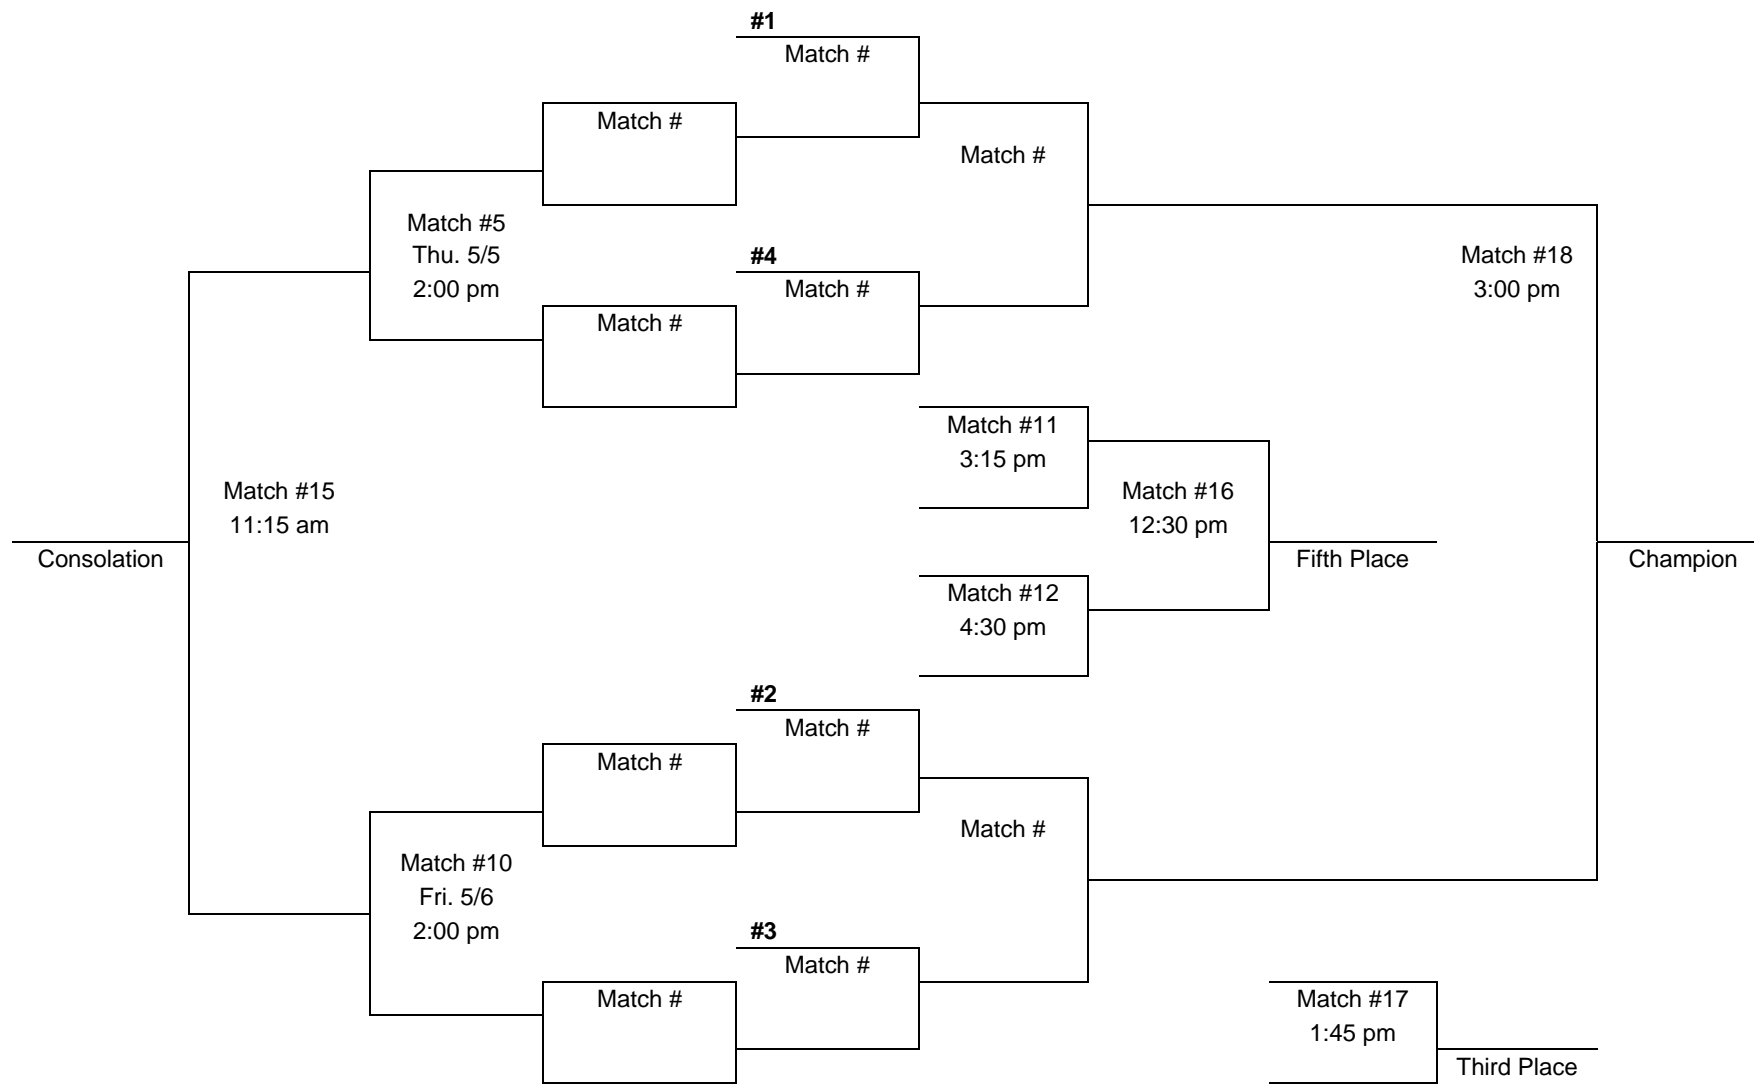 #1
Match #
Match #
Match #
Match #5
Thu. 5/5
2:00 pm
#4
Match #
Match #
Match #18
3:00 pm
Match #11
3:15 pm
Match #15
11:15 am
Match #16
12:30 pm
Consolation
Fifth Place
Champion
Match #12
4:30 pm
#2
Match #
Match #
Match #
Match #10
Fri. 5/6
2:00 pm
#3
Match #
Match #
Match #17
1:45 pm
Third Place